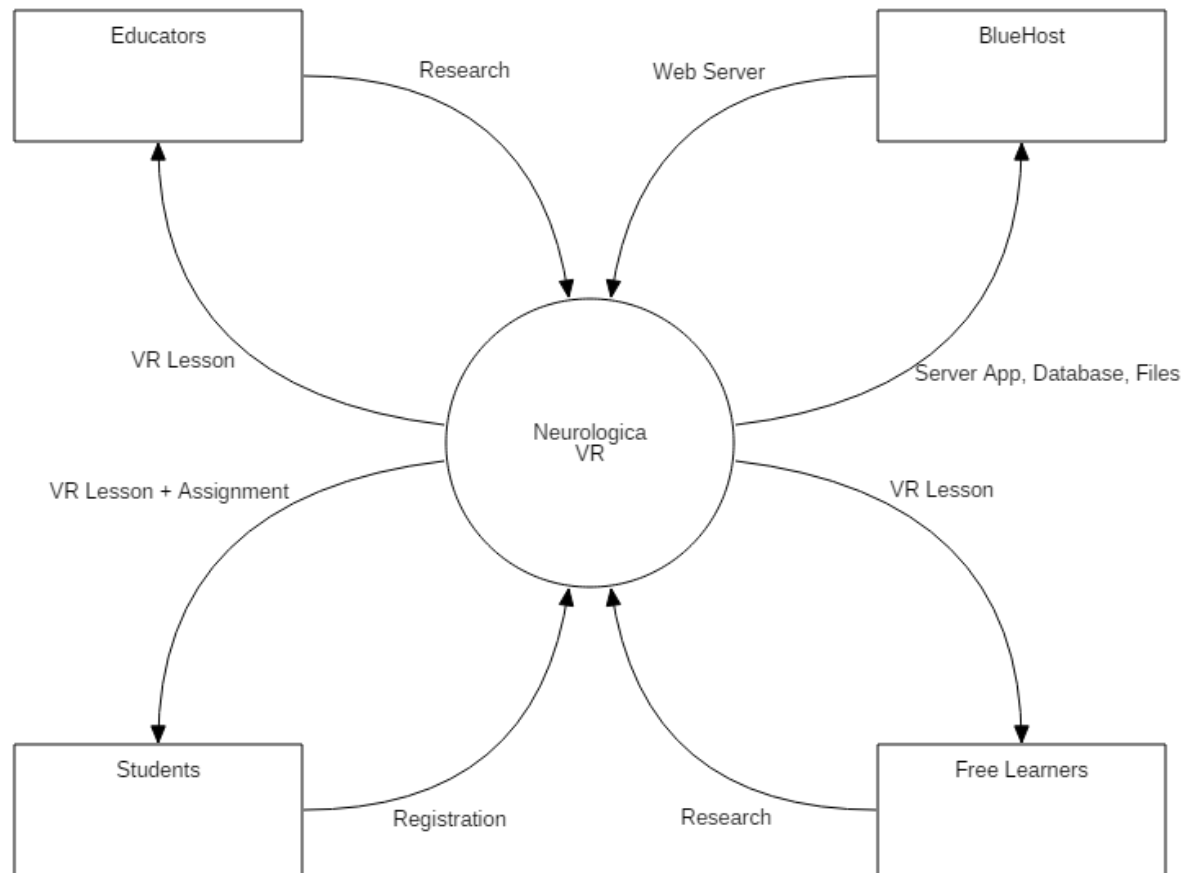 Educators
BlueHost
Research
Web Server
VR Lesson
Server App, Database, Files
Neurologica
VR
VR Lesson + Assignment
VR Lesson
Students
Free Learners
Registration
Research